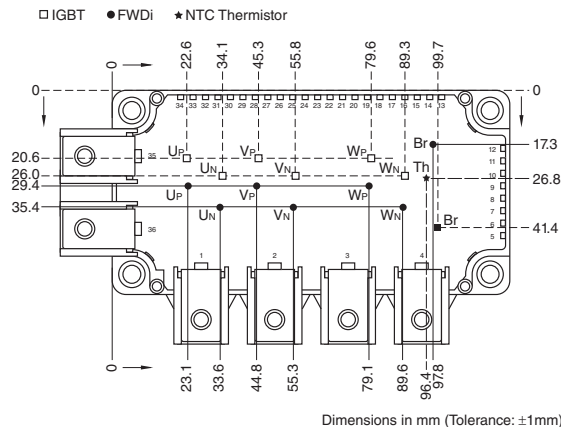 IGBT FWDi NTC Thermistor
22.6 34.1 45.3 55.8 79.6 89.3 99.7
0
0 0
34 33 32 31 30 29 28 27 26 25 24 23 22 21 20 19 18 17 16 15 14 13
20.6 35 UP VP WP Br 12 17.3
26.0 UN VN WN Th 11
29.4 UP VP WP 10 26.8
9
8
35.4 UN VN WN 7
36 Br 6 41.4
5
1 2 3 4
0
23.1 33.6 44.8 55.3 79.1 89.6 96.4 97.8
Dimensions in mm (Tolerance: ±1mm)